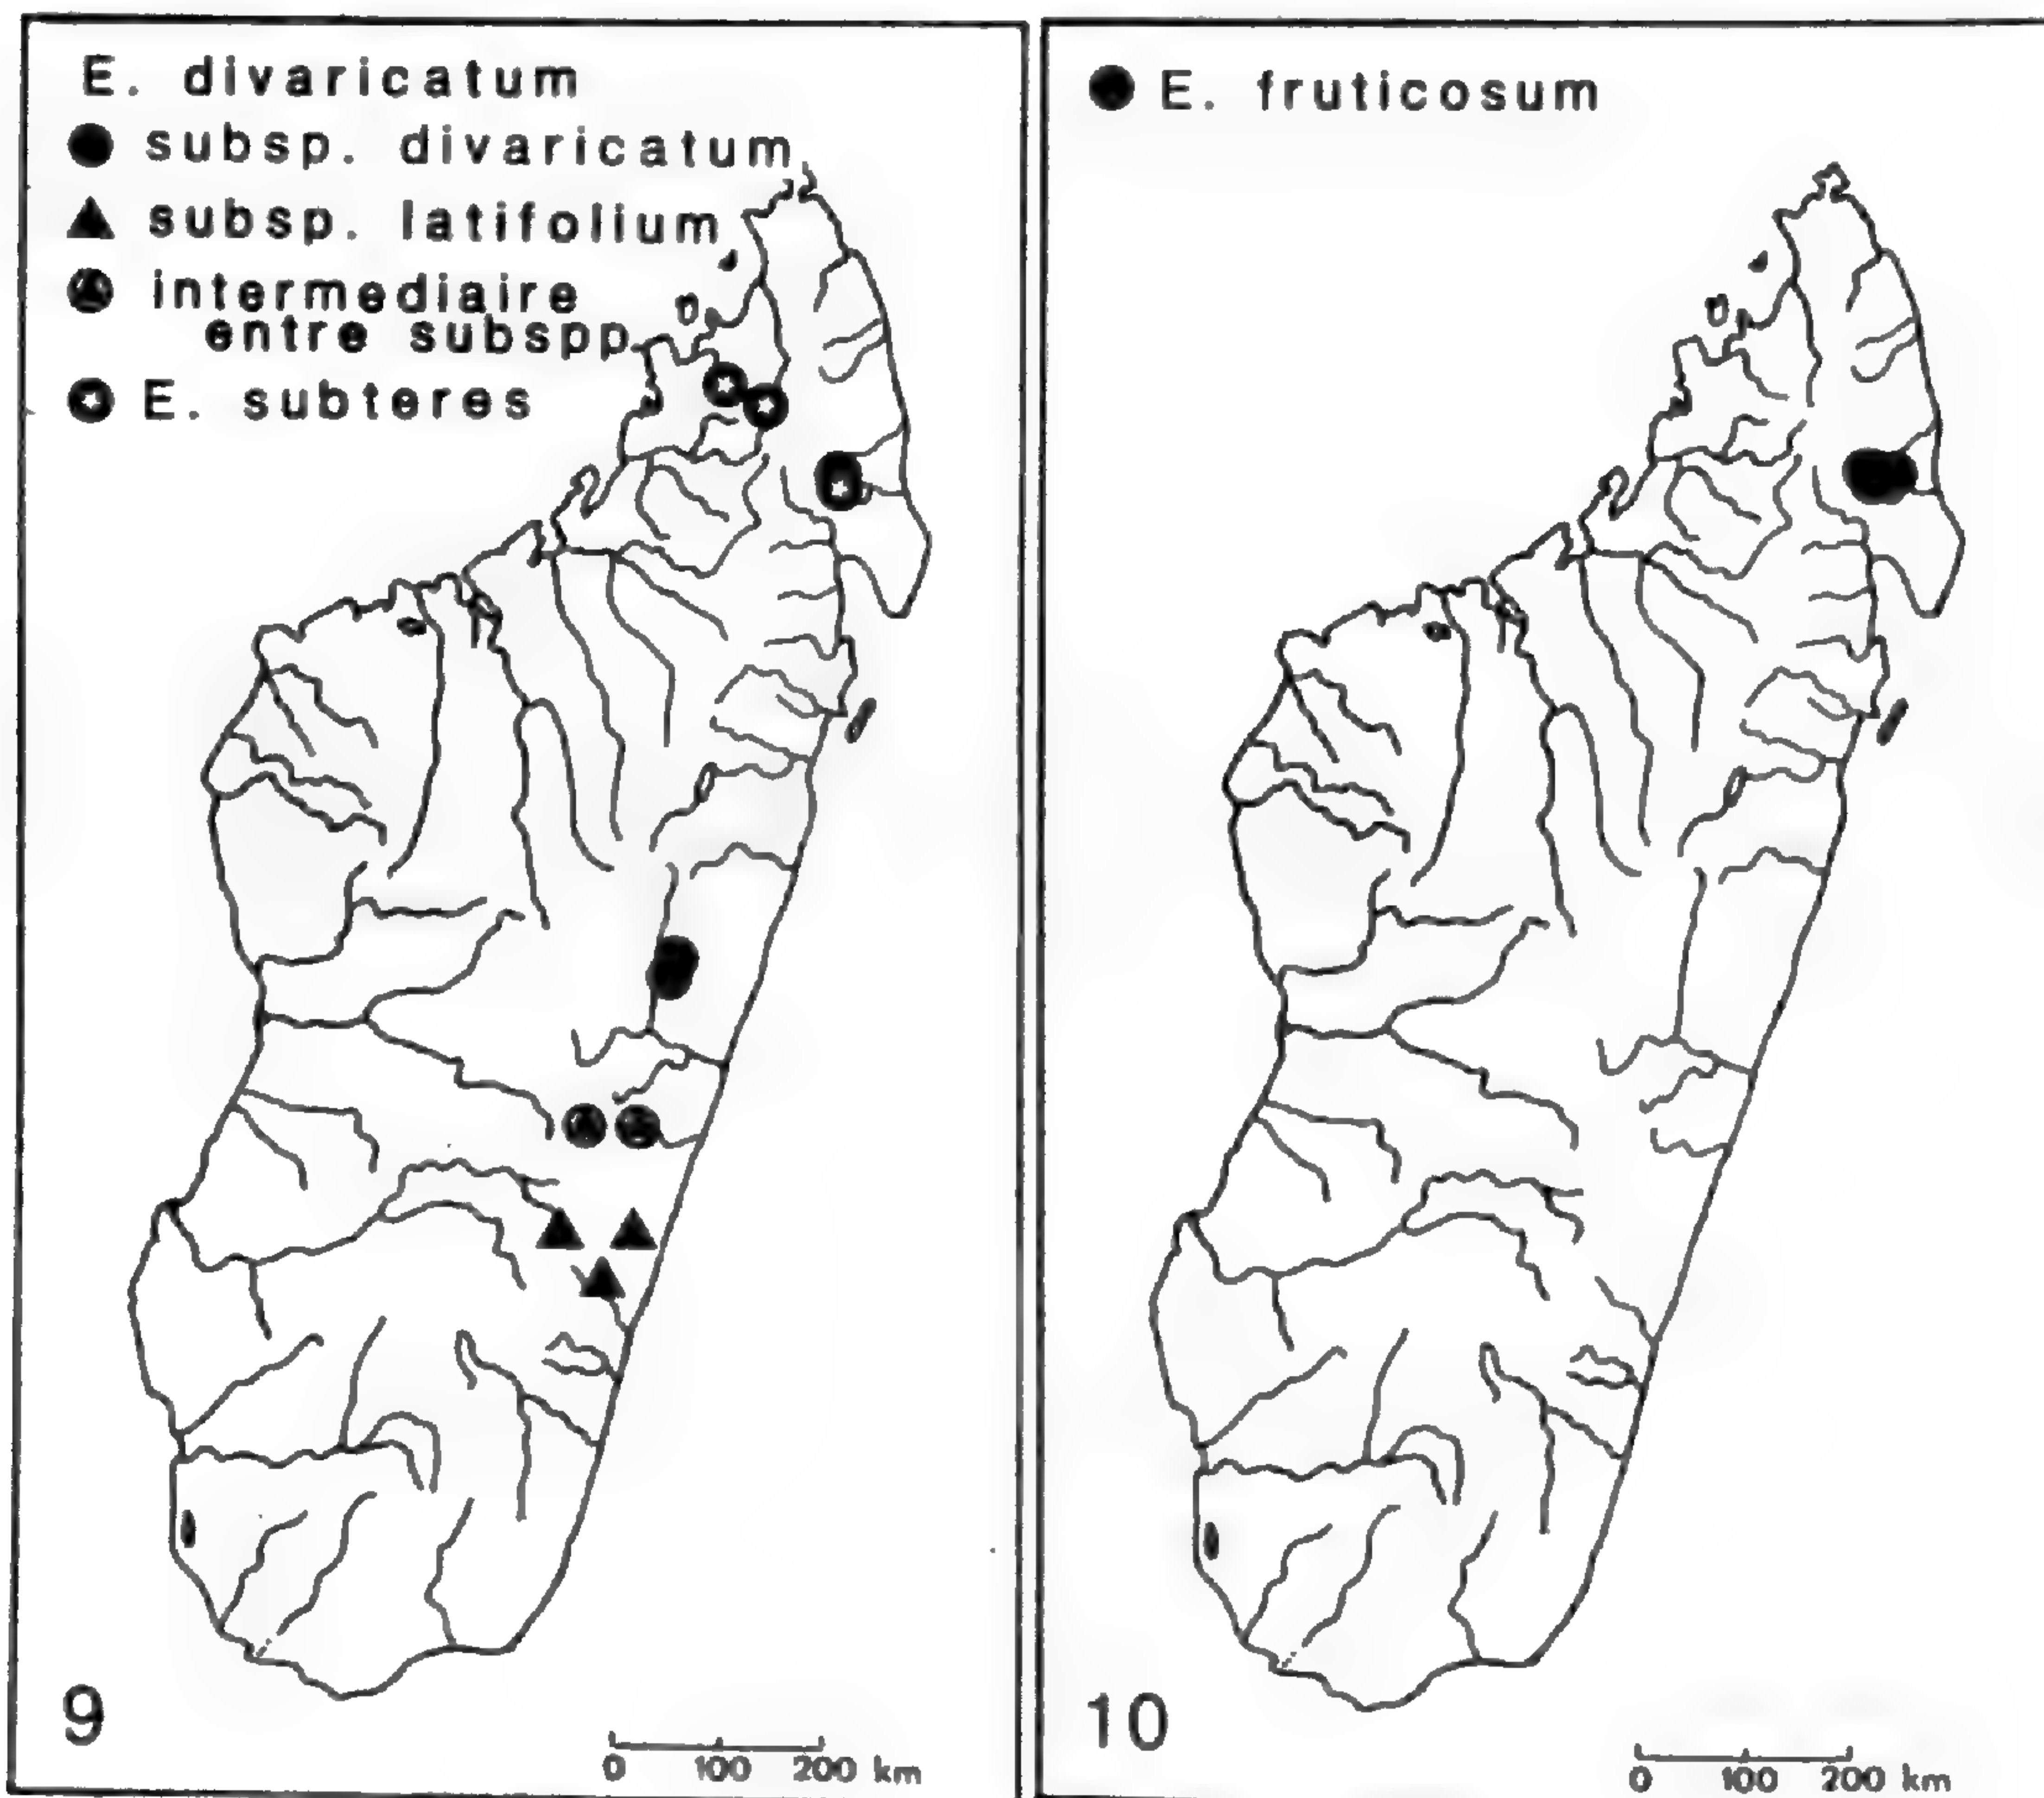 E. divaricatum
subsp. divaricatum
subsp. latifolium
intermediaire
entre subspp.
E. subteres
9
0 100 200 km
E. fruticosum
10
0 100 200 km